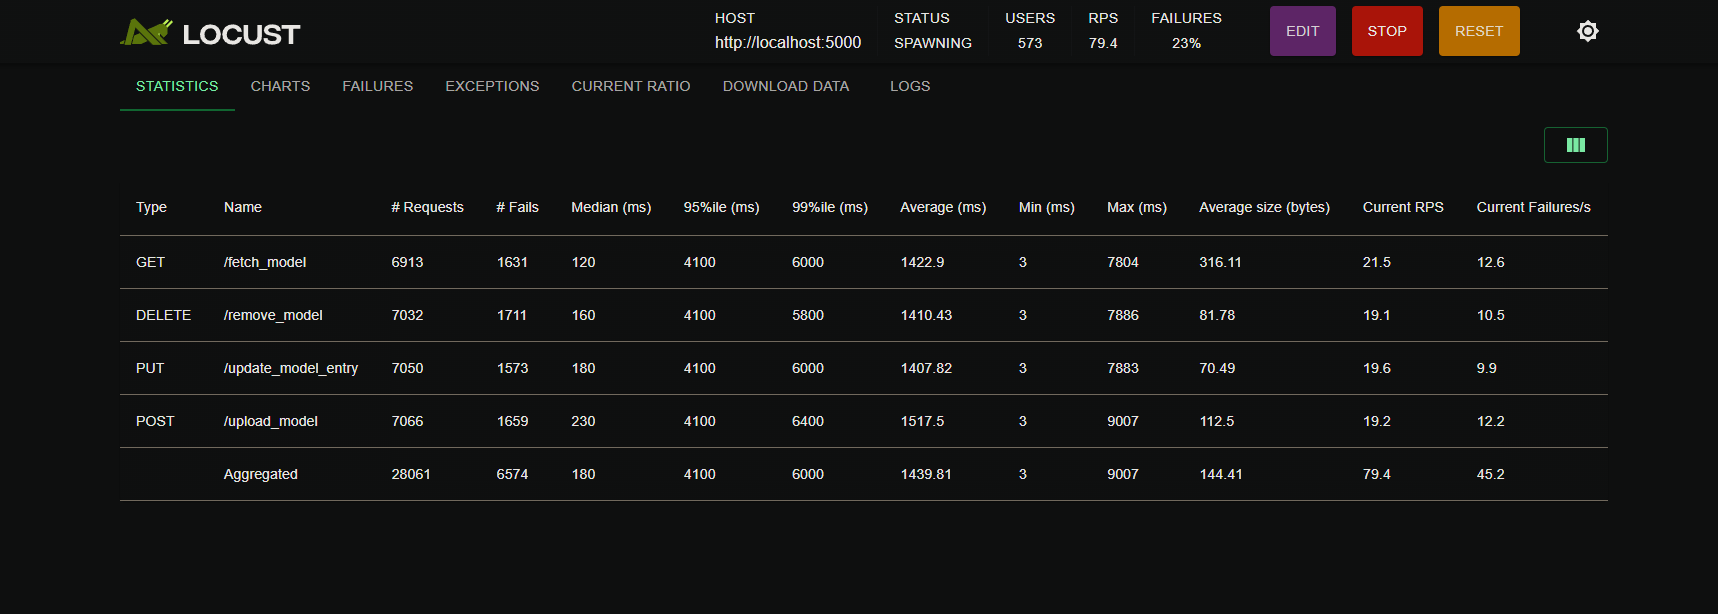 LOCUST
HOST
http://localhost:5000
STATUS
SPAWNING
USERS
573
RPS
79.4
FAILURES
23%
EDIT
STOP
RESET
STATISTICS CHARTS FAILURES EXCEPTIONS CURRENT RATIO DOWNLOAD DATA LOGS
Type Name # Requests # Fails Median (ms) 95%ile (ms) 99%ile (ms) Average (ms) Min (ms) Max (ms) Average size (bytes) Current RPS Current Failures/s
GET /fetch_model 6913 1631 120 4100 6000 1422.9 3 7804 316.11 21.5 12.6
DELETE /remove_model 7032 1711 160 4100 5800 1410.43 3 7886 81.78 19.1 10.5
PUT /update_model_entry 7050 1573 180 4100 6000 1407.82 3 7883 70.49 19.6 9.9
POST /upload_model 7066 1659 230 4100 6400 1517.5 3 9007 112.5 19.2 12.2
Aggregated 28061 6574 180 4100 6000 1439.81 3 9007 144.41 79.4 45.2